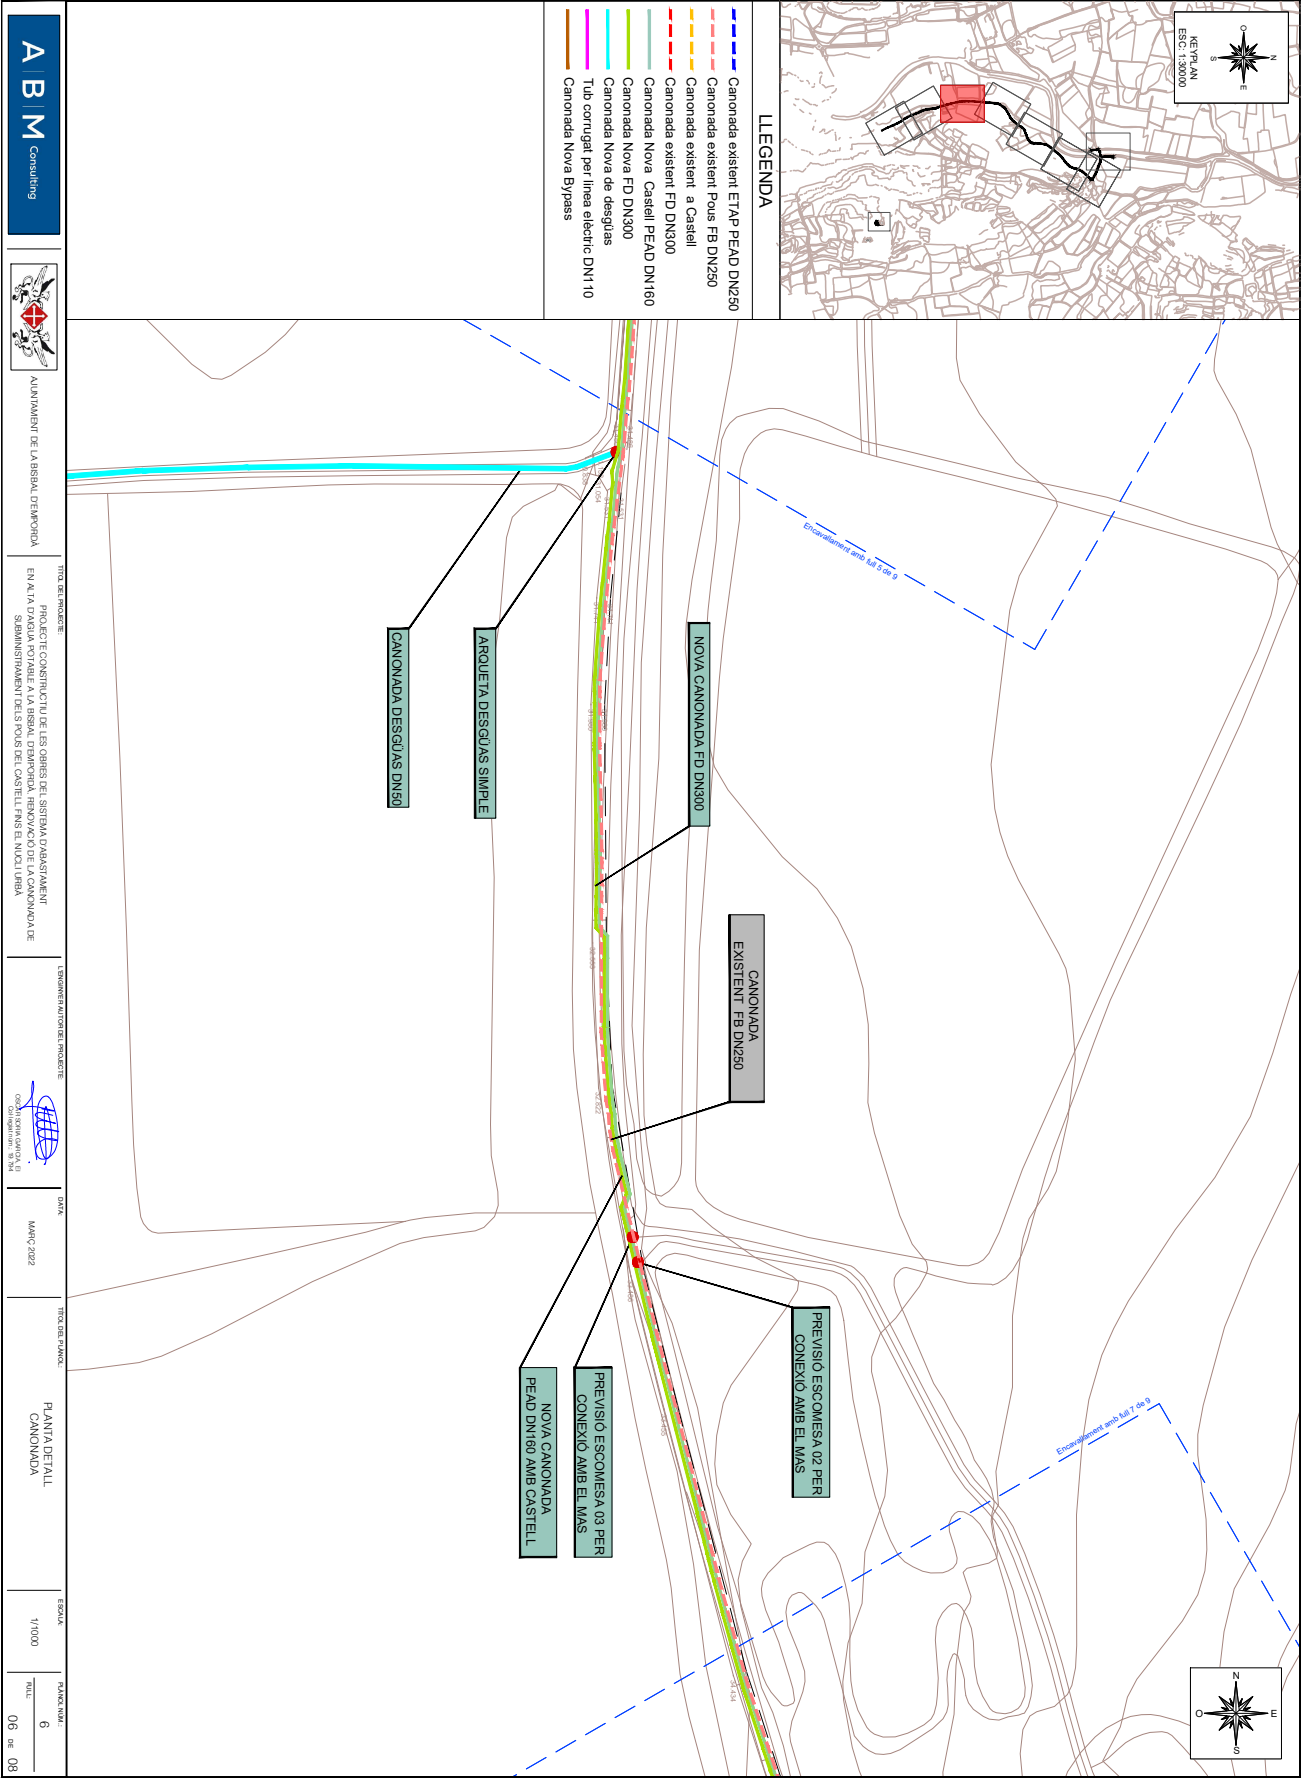 KEYPLAN
ESC: 1:30000
N
S
E
O
LLEGENDA
Canonada existent ETAP PEAD DN250
Canonada existent Pous FB DN250
Canonada existent a Castell
Canonada existent FD DN300
Canonada Nova Castell PEAD DN160
Canonada Nova FD DN300
Canonada Nova de desgüas
Tub corrugat per línea elèctric DN110
Canonada Nova Bypass
Encavallament amb full 5 de 9
NOVA CANONADA FD DN300
ARQUETA DESGÜAS SIMPLE
CANONADA DESGÜAS DN50
CANONADA
EXISTENT FB DN250
PREVISIÓ ESCOMESA 02 PER
CONEXIÓ AMB EL MAS
PREVISIÓ ESCOMESA 03 PER
CONEXIÓ AMB EL MAS
NOVA CANONADA
PEAD DN160 AMB CASTELL
Encavallament amb full 7 de 9
34.434
N
E
S
O
A B M Consulting
AJUNTAMENT DE LA BISBAL D'EMPORDÀ
TÍTOL DEL PROJECTE:
PROJECTE CONSTRUCTIU DE LES OBRES DEL SISTEMA D'ABASTAMENT
EN ALTA D'AIGUA POTABLE A LA BISBAL D'EMPORDÀ. RENOVACIÓ DE LA CANONADA DE
SUBMINISTRAMENT DELS POUS DEL CASTELL FINS EL NUCLI URBÀ
L'ENGINYER AUTOR DEL PROJECTE:
OSCAR SORIA GARCIA, EI
DATA:
MARÇ 2022
TÍTOL DEL PLÀNOL:
PLANTA DETALL
CANONADA
ESCALA:
1/1000
PLÀNOL NÚM.:
6
FULL:
06 DE 08